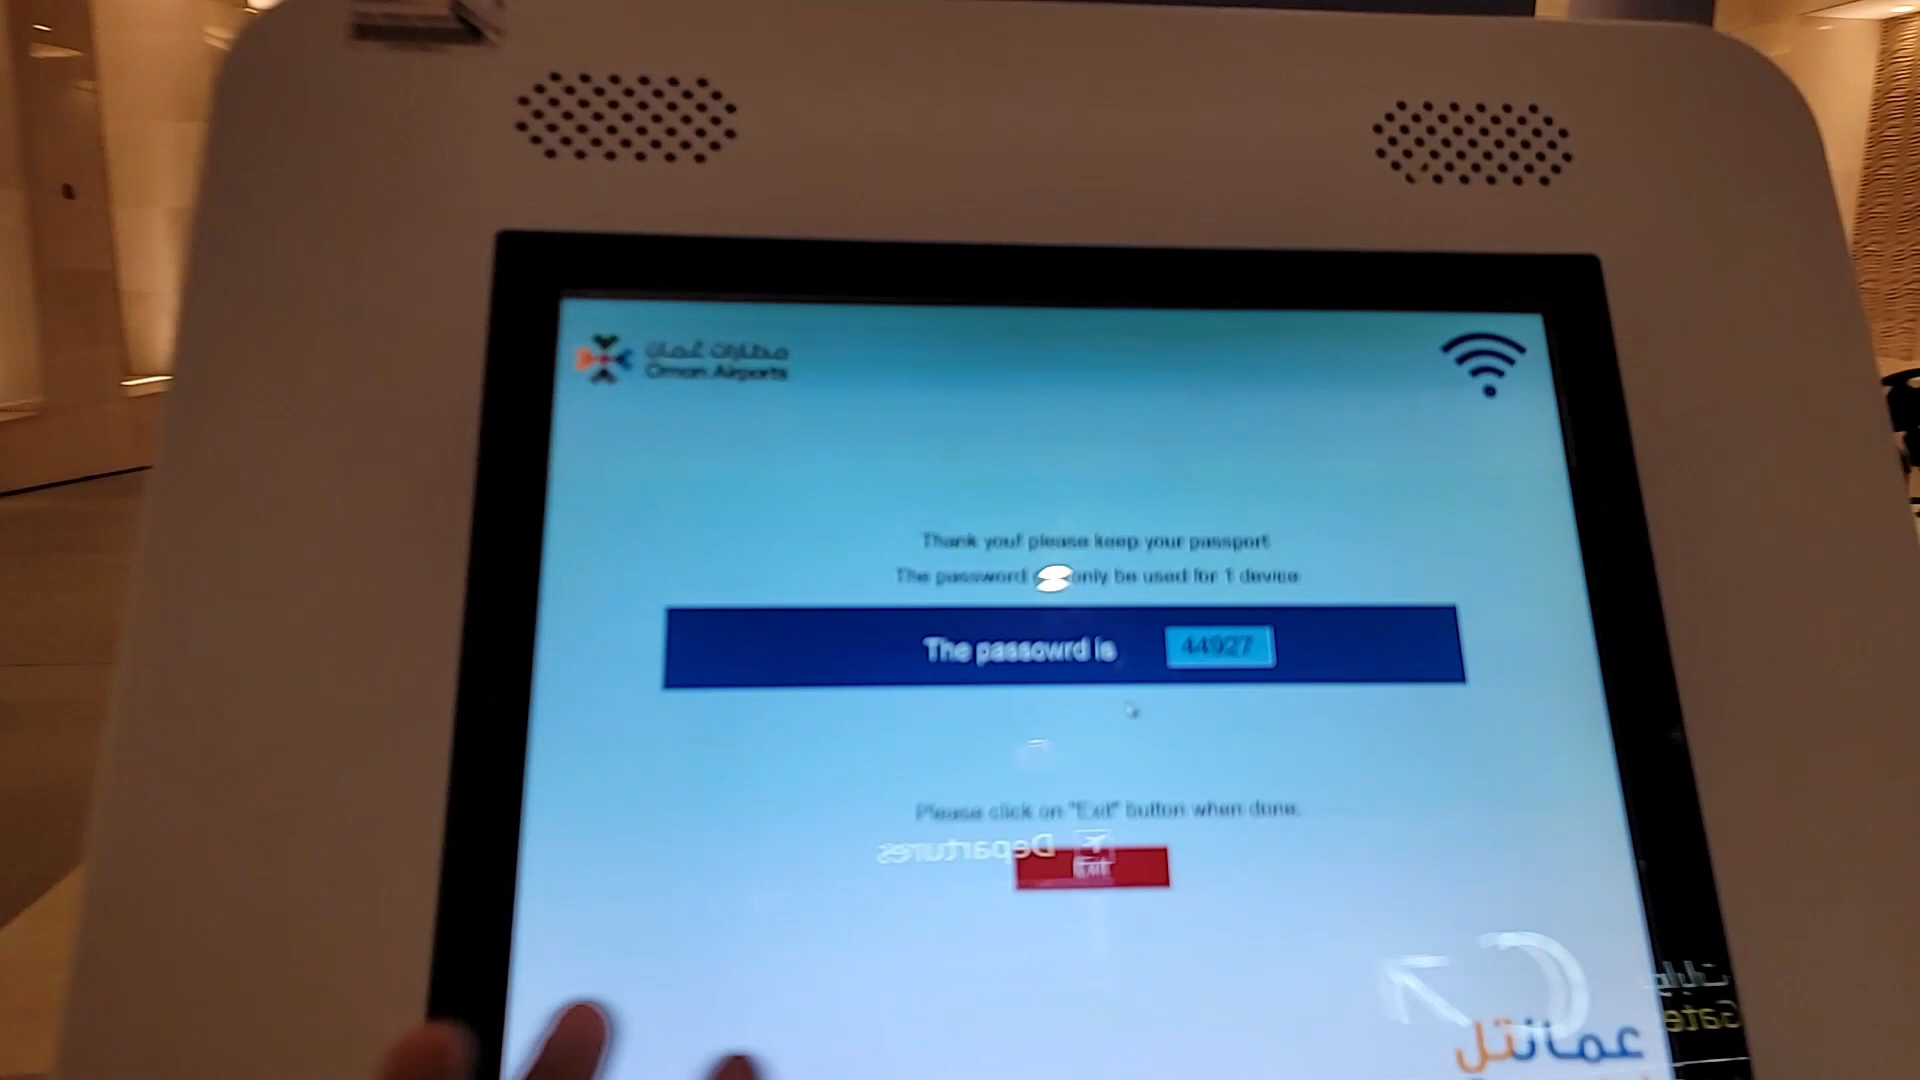 مطارات عُمان
Oman Airports
Thank you! please keep your passport
The password only be used for 1 device
The passowrd is 44927
Please click on "Exit" button when done.
Departures
Exit
Gate
عمانتل